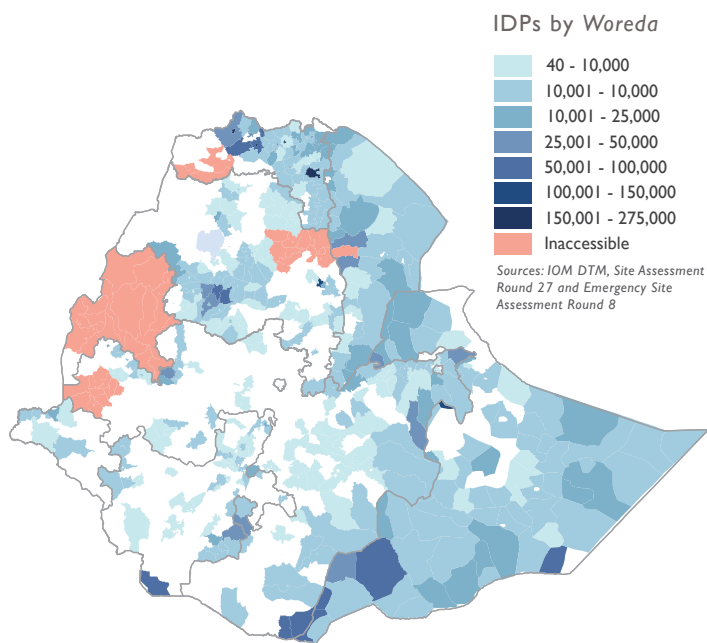 IDPs by Woreda
40 - 10,000
10,001 - 10,000
10,001 - 25,000
25,001 - 50,000
50,001 - 100,000
100,001 - 150,000
150,001 - 275,000
Inaccessible
Sources: IOM DTM, Site Assessment
Round 27 and Emergency Site
Assessment Round 8